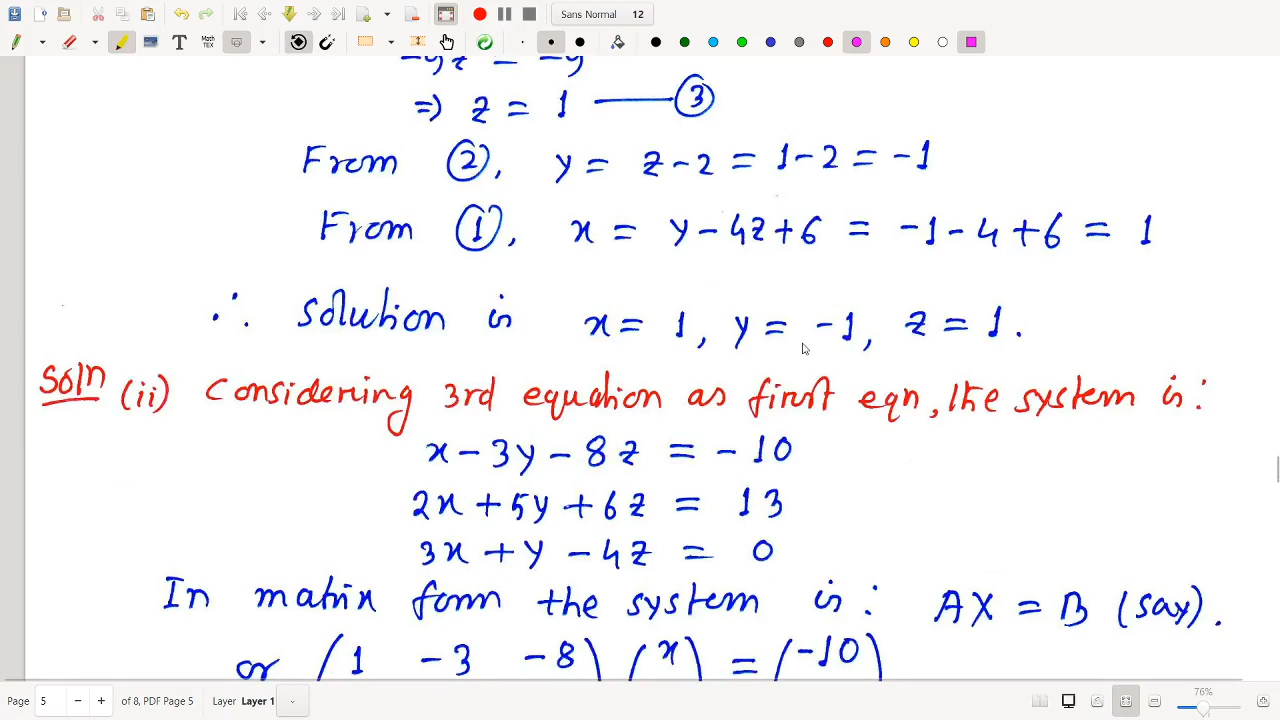 Sans Normal 12
MATH TEX
=) z = 1 ——— ③
From ②, y = z - 2 = 1 - 2 = -1
From ①, x = y - 4z + 6 = -1 - 4 + 6 = 1
∴ solution is x = 1, y = -1, z = 1.
Soln (ii) Considering 3rd equation as first eqn, the system is:
x - 3y - 8z = -10
2x + 5y + 6z = 13
3x + y - 4z = 0
In matrix form the system is: AX = B (say).
or (1 -3 -8) (x) = (-10)
Page 5 of 8, PDF Page 5 Layer Layer 1 76%